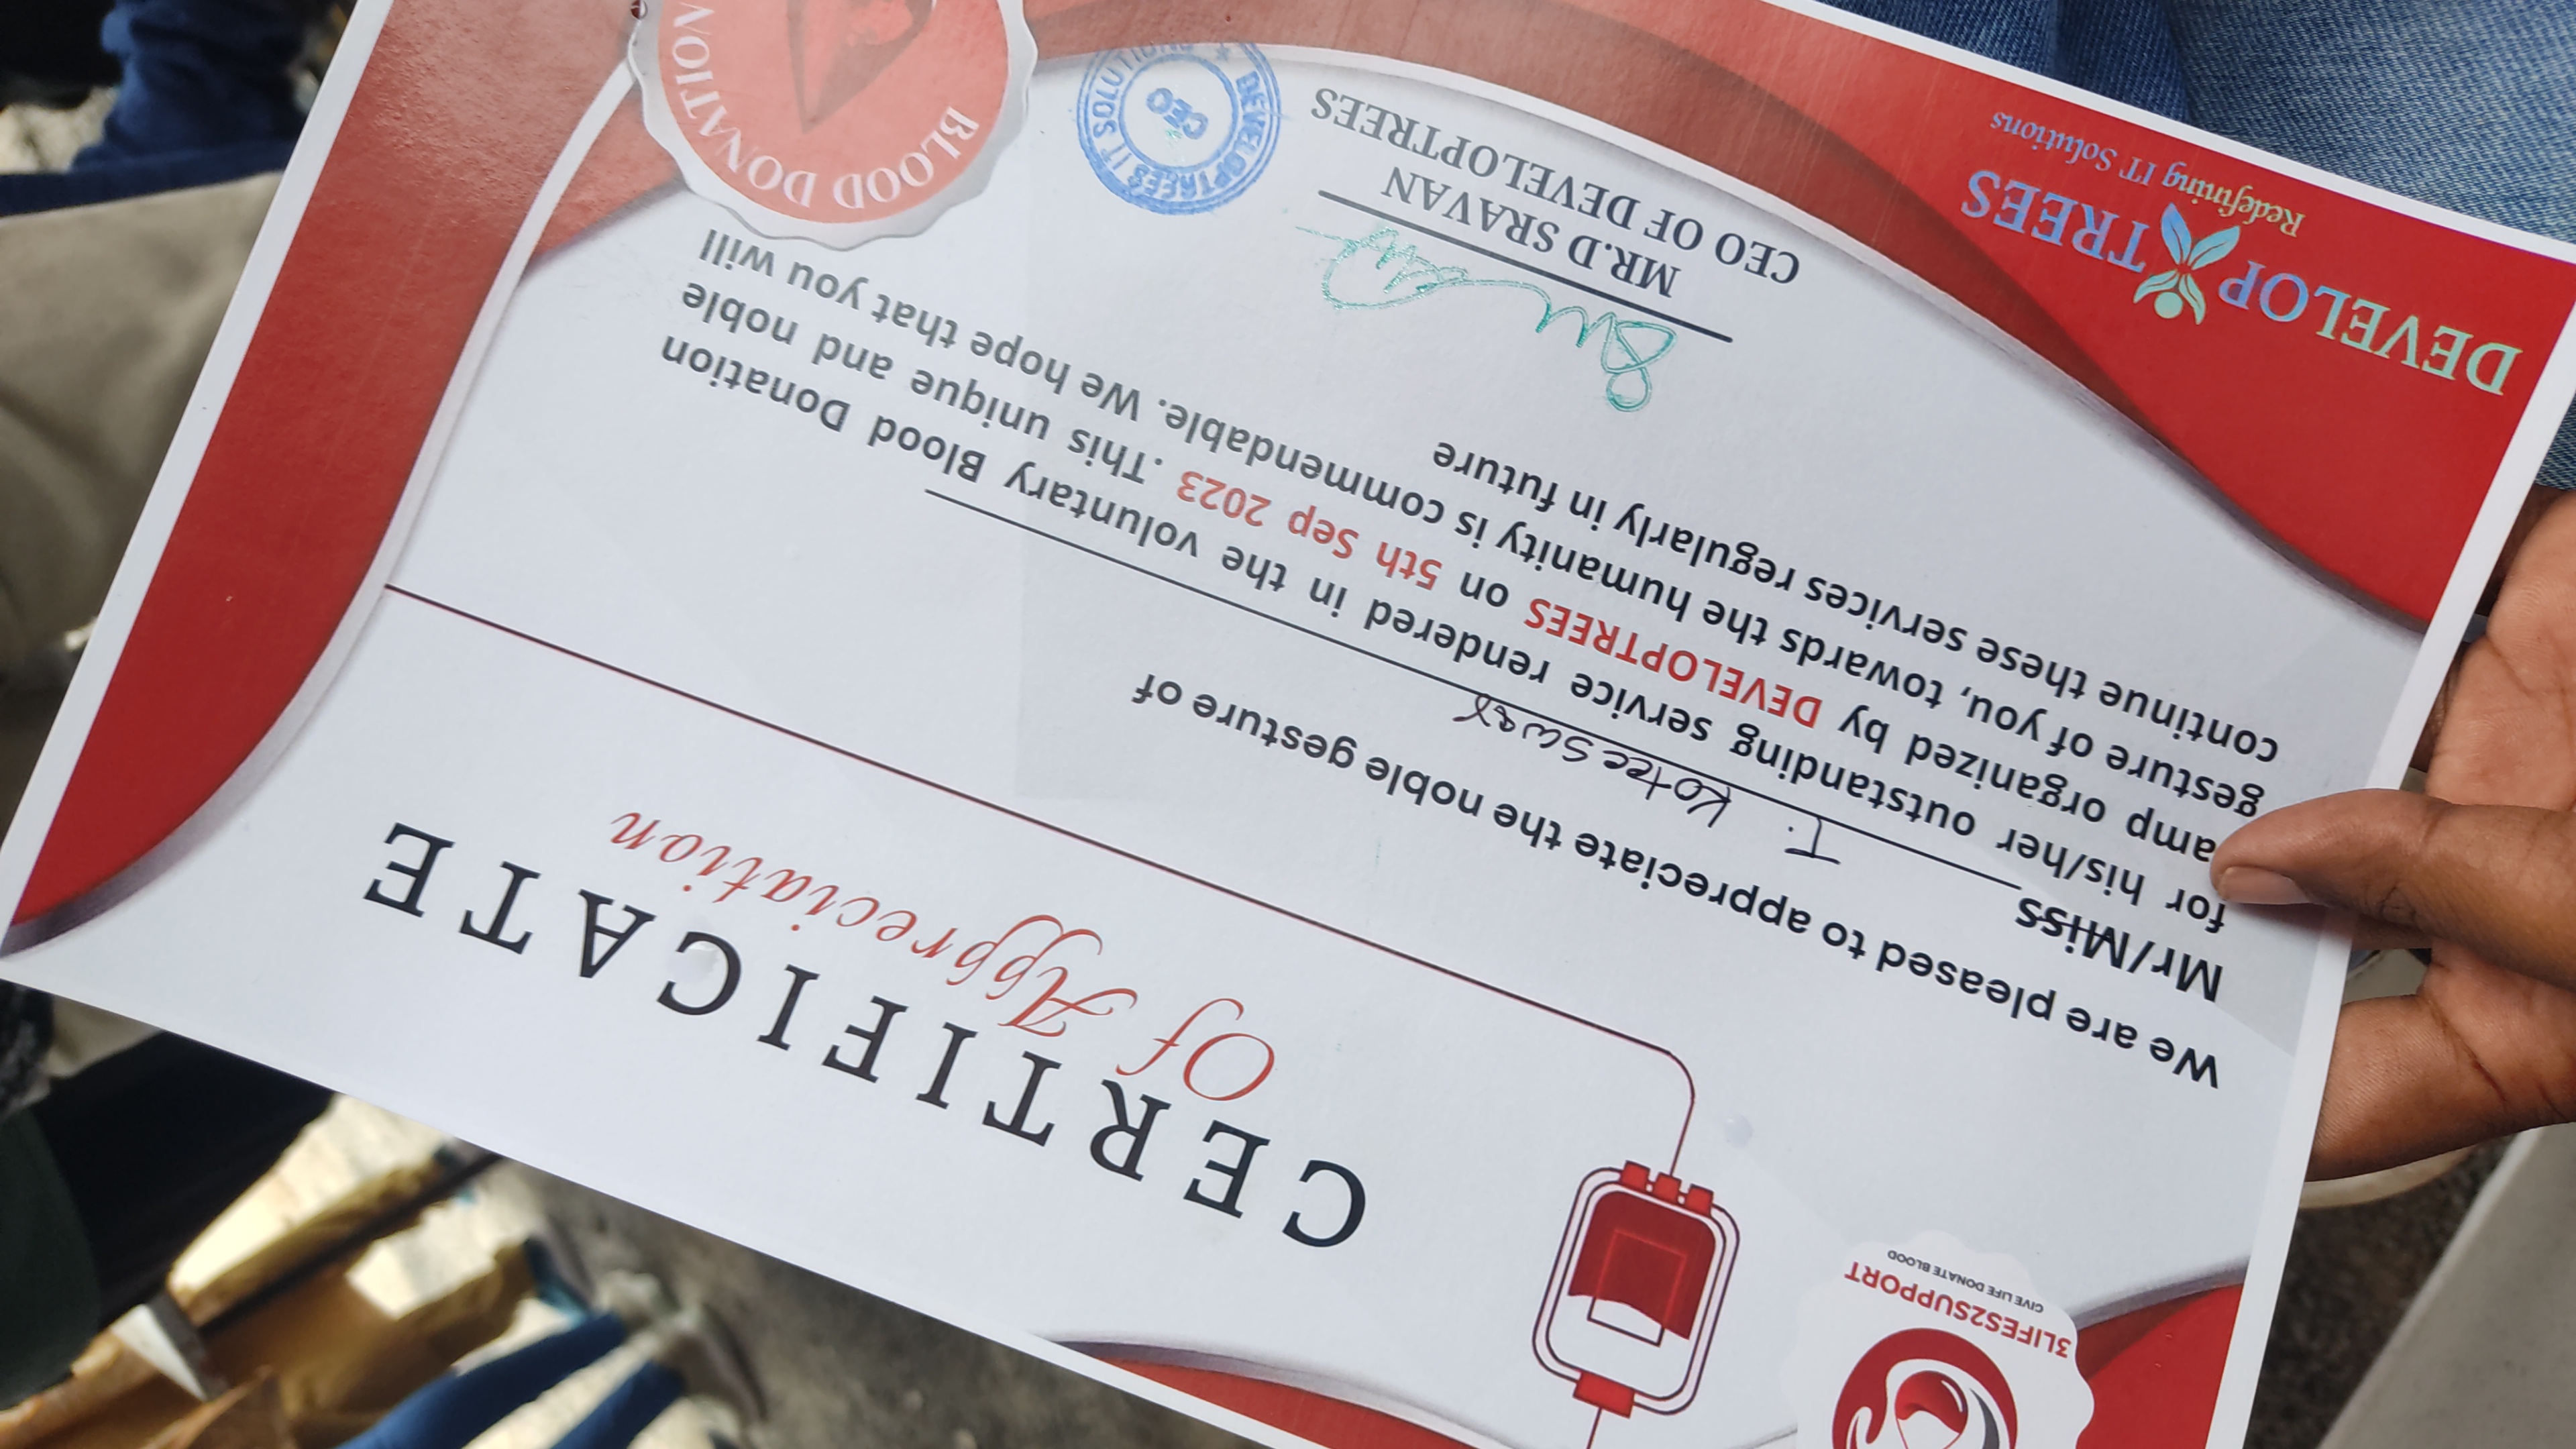 3LIFES2SUPPORT
GIVE LIFE DONATE BLOOD
CERTIFICATE
Of Appreciation
We are pleased to appreciate the noble gesture of
Mr/Miss T. Koteeswar
for his/her outstanding service rendered in the voluntary Blood Donation
amp organized by DEVELOPTREES on 5th Sep 2023 .This unique and noble
gesture of you, towards the humanity is commendable. We hope that you will
continue these services regularly in future
MR.D SRAVAN
CEO OF DEVELOPTREES
DEVELOPTREES IT SOLUTIONS
CEO
BLOOD DONATION
DEVELOP TREES
Redefining IT Solutions